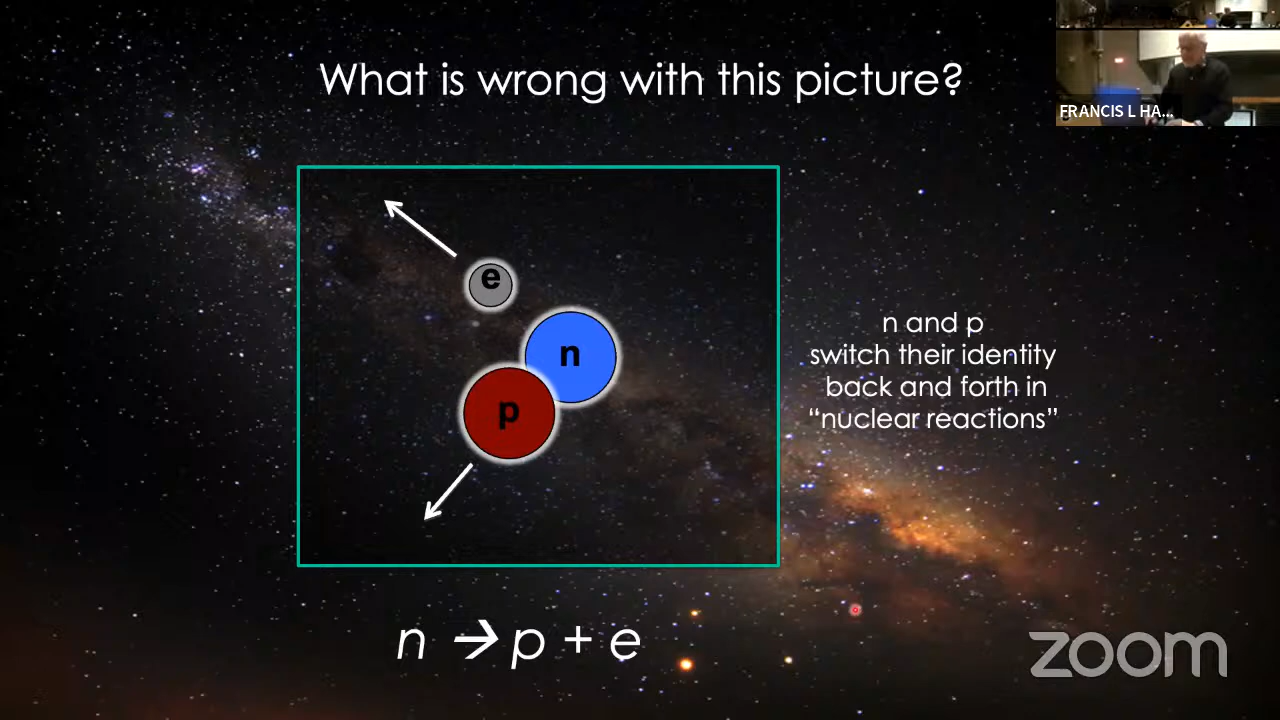 What is wrong with this picture?
FRANCIS L HA...
e
n
p
n and p
switch their identity
back and forth in
“nuclear reactions”
n → p + e
zoom